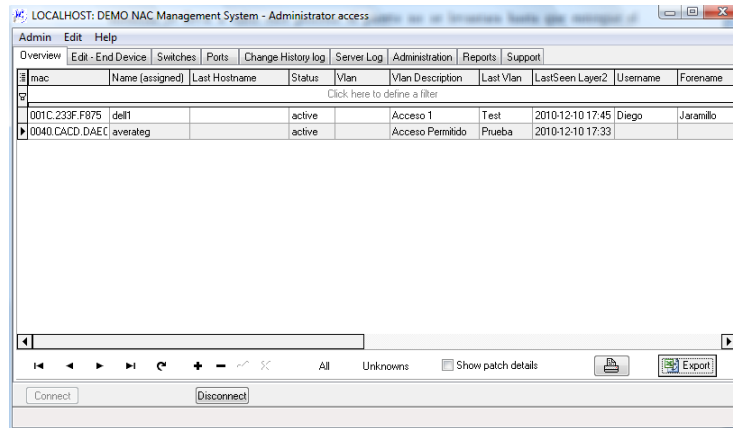 LOCALHOST: DEMO NAC Management System - Administrator access
Admin Edit Help
Overview Edit - End Device Switches Ports Change History log Server Log Administration Reports Support
mac Name (assigned) Last Hostname Status Vlan Vlan Description Last Vlan LastSeen Layer2 Username Forename
Click here to define a filter
001C.233F.F875 dell1 active Acceso 1 Test 2010-12-10 17:45 Diego Jaramillo
0040.CACD.DAEC averateg active Acceso Permitido Prueba 2010-12-10 17:33
All Unknowns Show patch details Export
Connect Disconnect